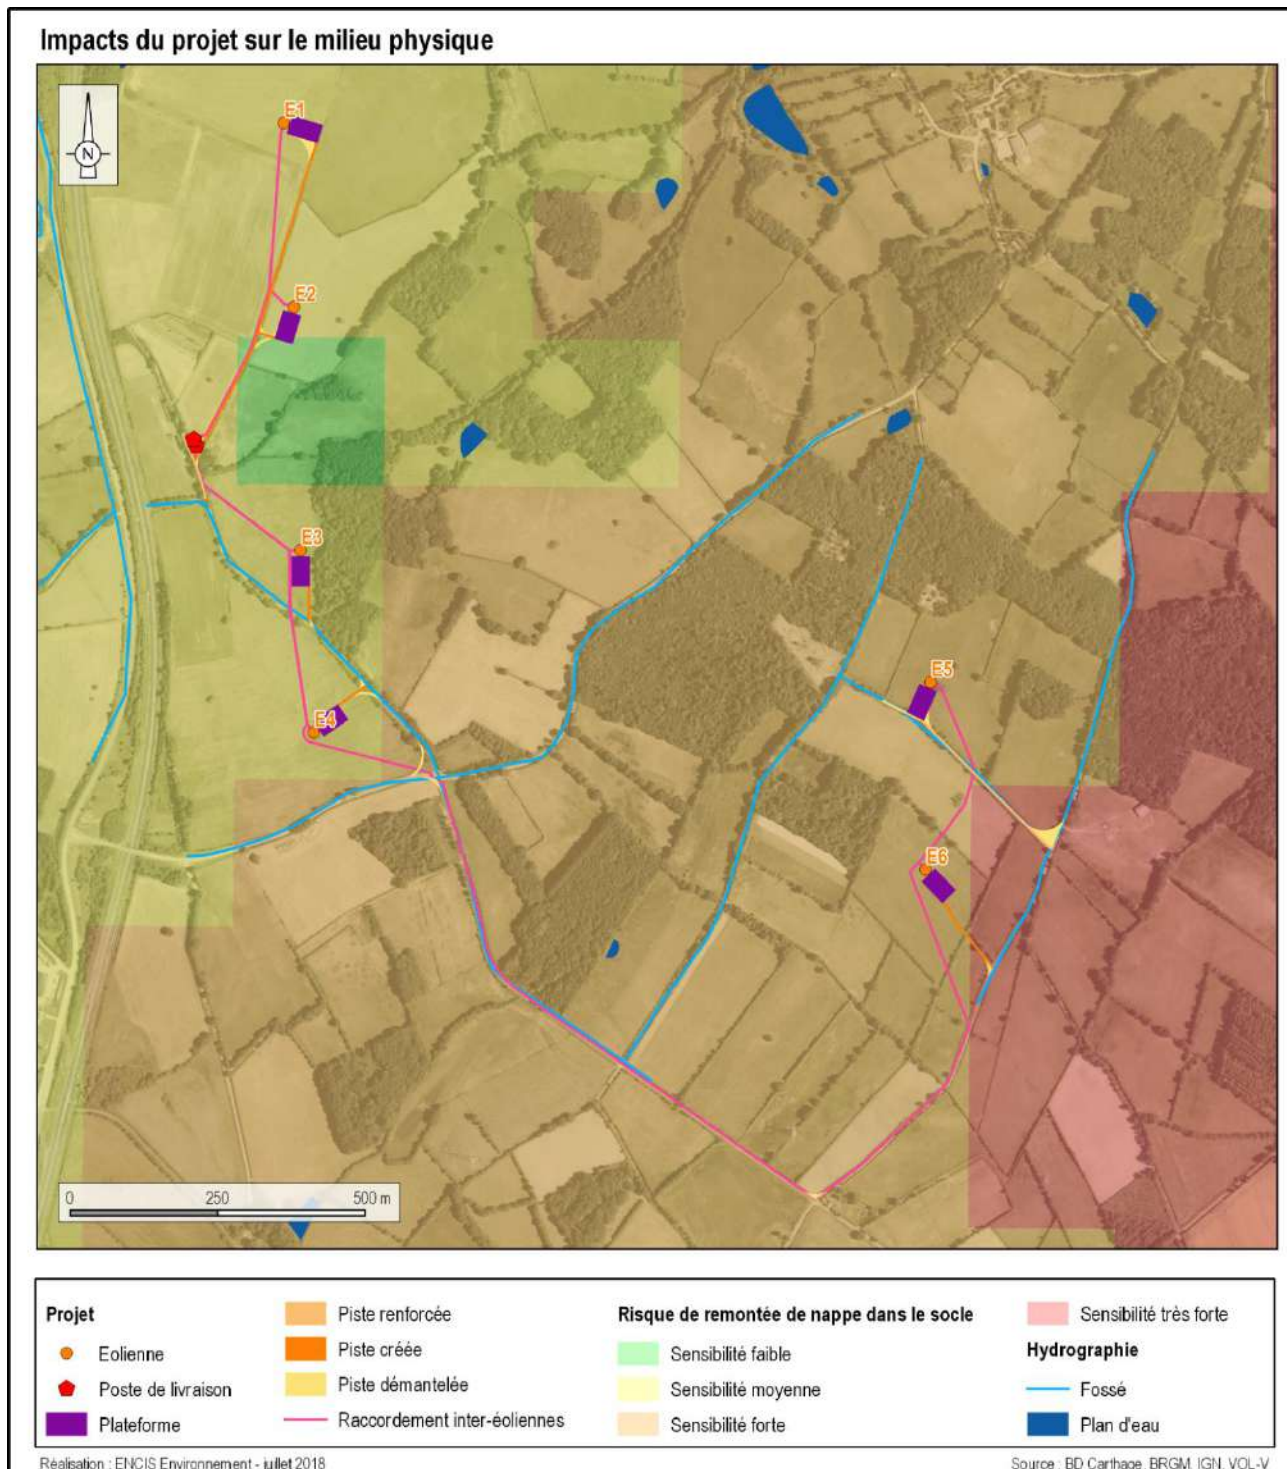 Impacts du projet sur le milieu physique
N
E1
E2
E3
E4
E5
E6
0 250 500 m
Projet
Eolienne
Poste de livraison
Plateforme
Piste renforcée
Piste créée
Piste démantelée
Raccordement inter-éoliennes
Risque de remontée de nappe dans le socle
Sensibilité faible
Sensibilité moyenne
Sensibilité forte
Sensibilité très forte
Hydrographie
Fossé
Plan d'eau
Réalisation : ENCIS Environnement - juillet 2018
Source : BD Carthage, BRGM, IGN, VOL-V